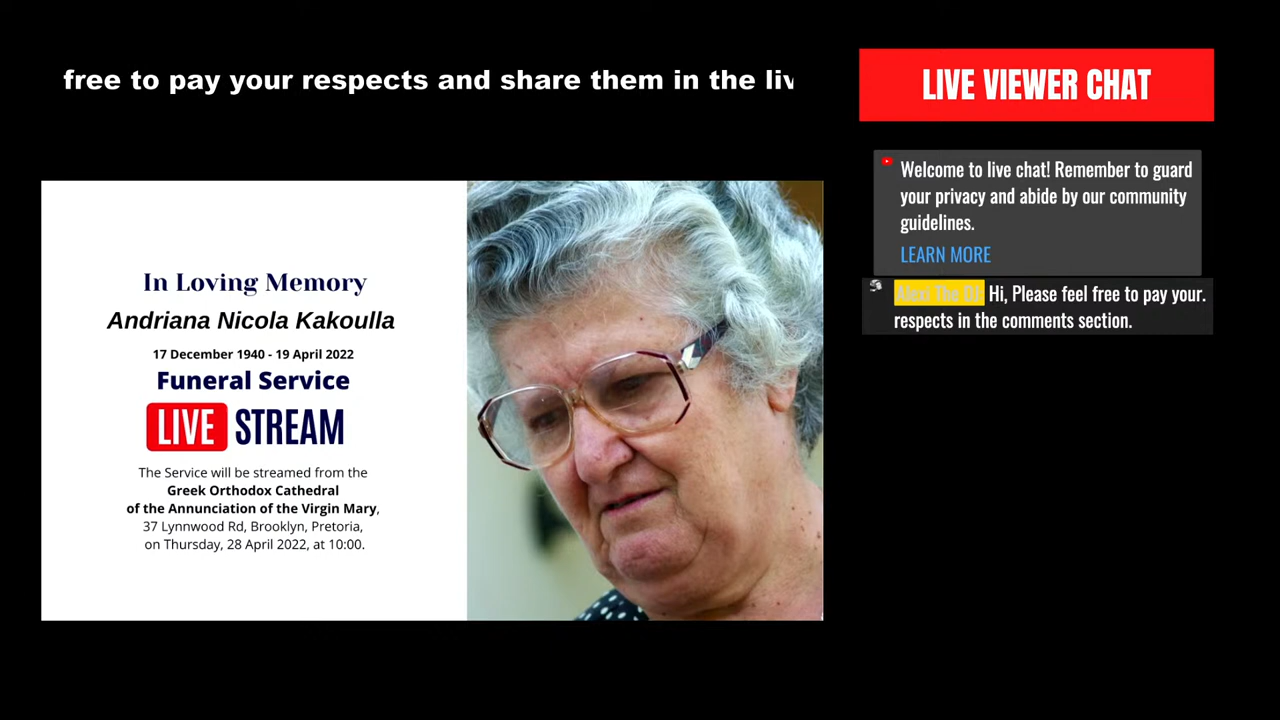 free to pay your respects and share them in the liv
LIVE VIEWER CHAT
Welcome to live chat! Remember to guard
your privacy and abide by our community
guidelines.
LEARN MORE
Alexi The DJ: Hi, Please feel free to pay your.
respects in the comments section.
In Loving Memory
Andriana Nicola Kakoulla
17 December 1940 - 19 April 2022
Funeral Service
LIVE STREAM
The Service will be streamed from the
Greek Orthodox Cathedral
of the Annunciation of the Virgin Mary,
37 Lynnwood Rd, Brooklyn, Pretoria,
on Thursday, 28 April 2022, at 10:00.